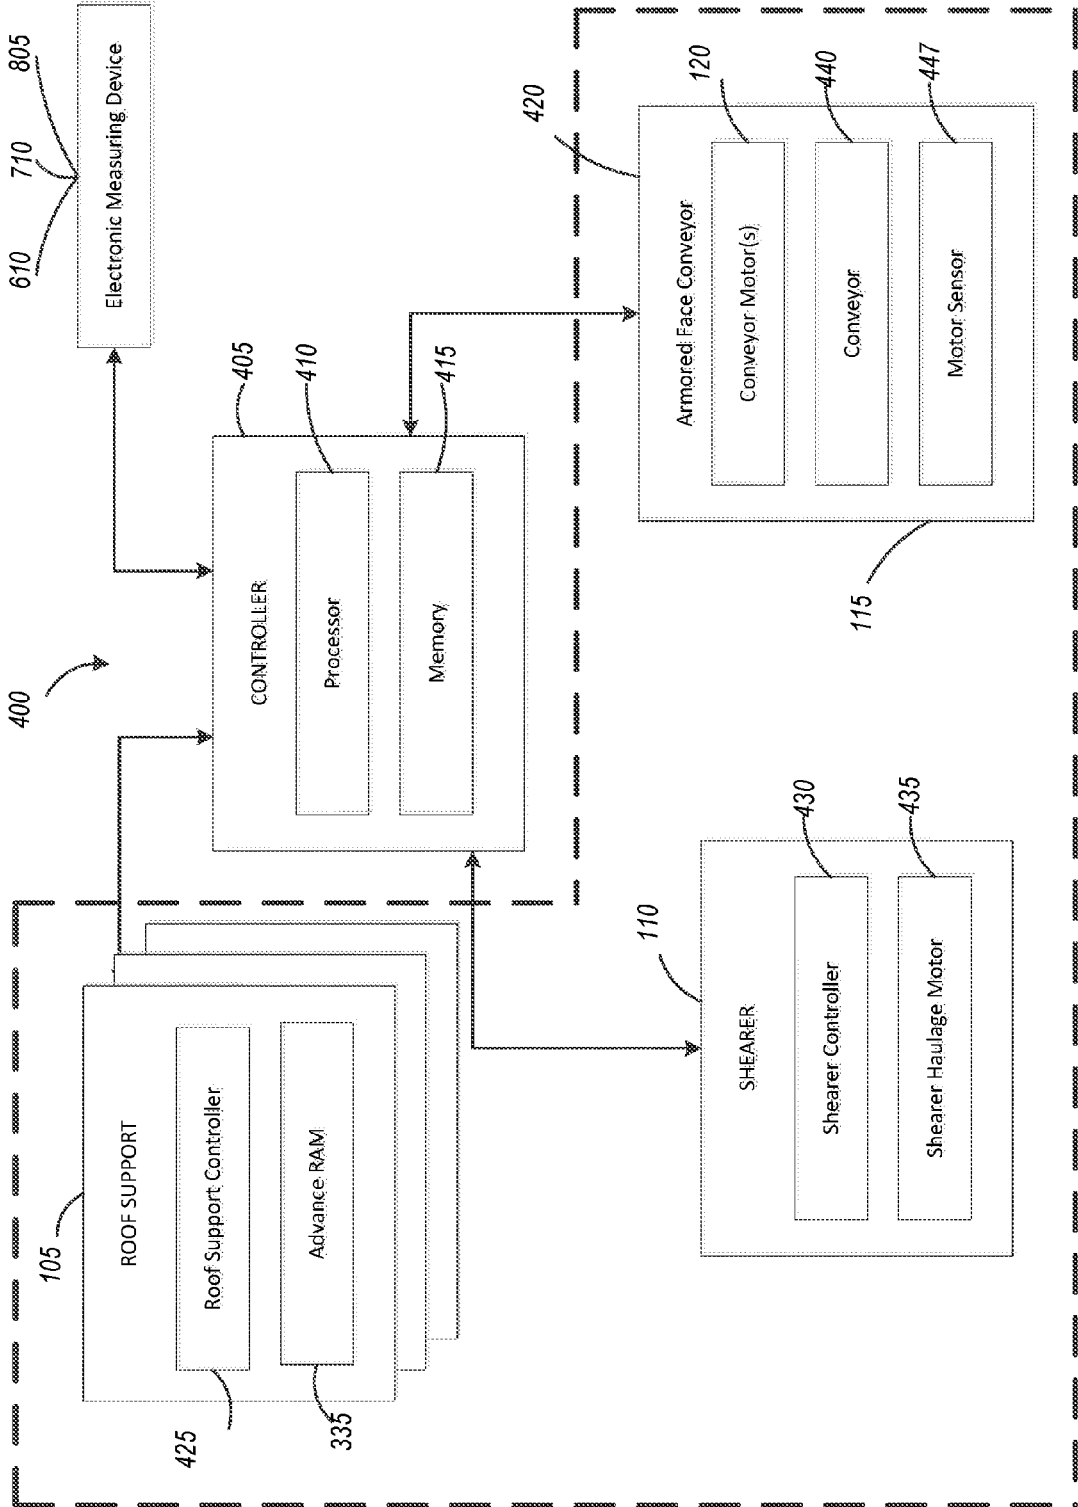 105
ROOF SUPPORT
Roof Support Controller
425
Advance RAM
335
400
610 710 805
Electronic Measuring Device
405
CONTROLLER
410
Processor
415
Memory
110
SHEARER
430
Shearer Controller
435
Shearer Haulage Motor
420
Armored Face Conveyor
120
Conveyor Motor(s)
440
Conveyor
447
Motor Sensor
115